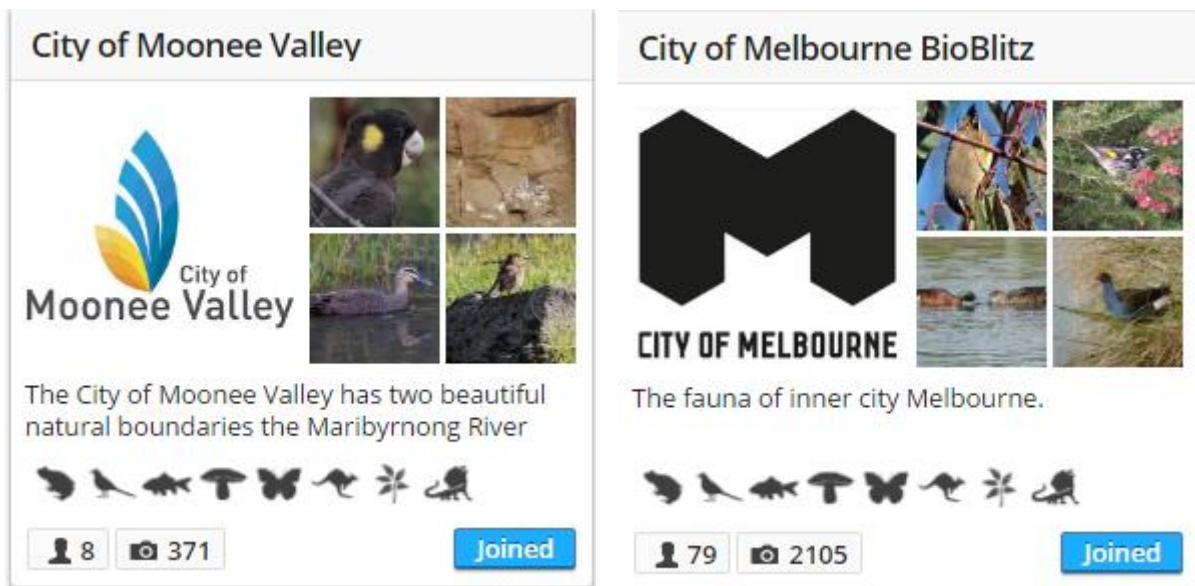 City of Moonee Valley
City of
Moonee Valley
The City of Moonee Valley has two beautiful
natural boundaries the Maribyrnong River
8 371 Joined
City of Melbourne BioBlitz
CITY OF MELBOURNE
The fauna of inner city Melbourne.
79 2105 Joined